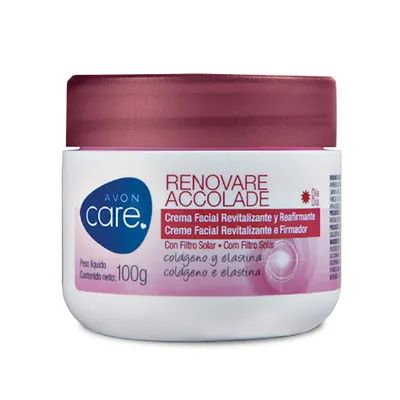 AVON
care
RENOVARE
ACCOLADE
Día
Dia
Crema Facial Revitalizante y Reafirmante
Creme Facial Revitalizante e Firmador
Con Filtro Solar • Com Filtro Solar
colágeno y elastina
colágeno e elastina
Peso líquido
Contenido neto: 100g